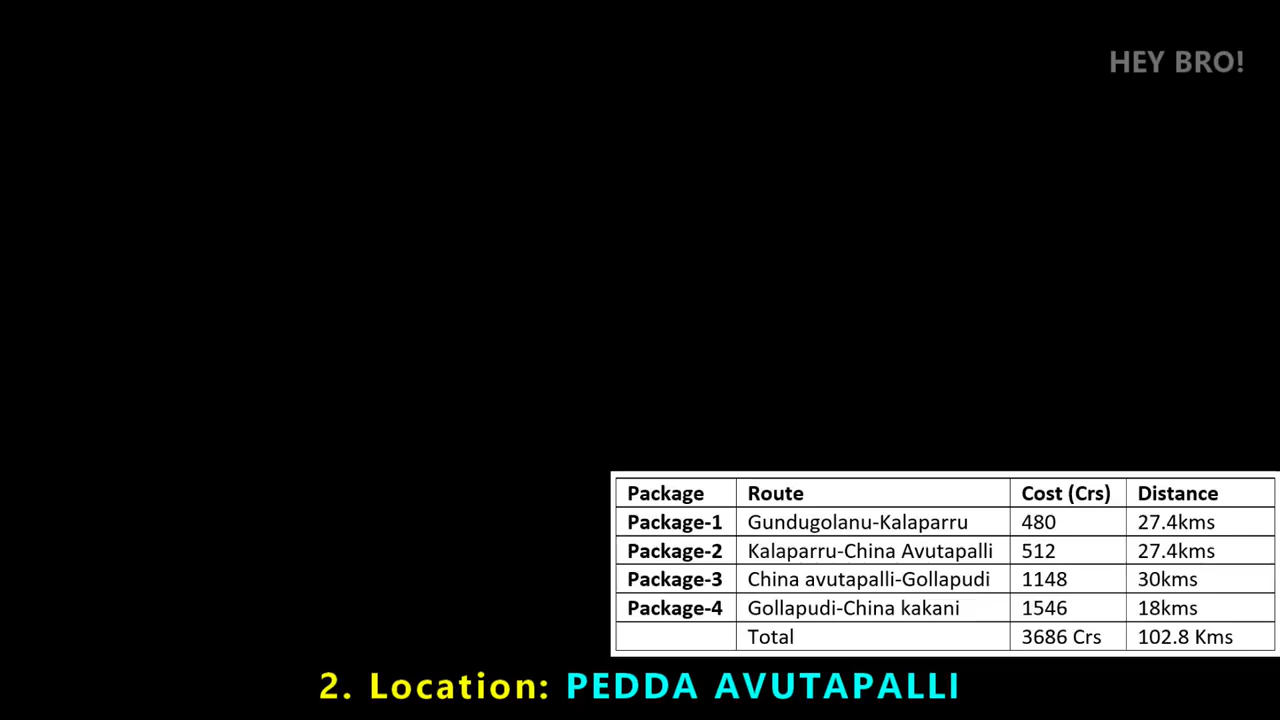 HEY BRO!
Package Route Cost (Crs) Distance
Package-1 Gundugolanu-Kalaparru 480 27.4kms
Package-2 Kalaparru-China Avutapalli 512 27.4kms
Package-3 China avutapalli-Gollapudi 1148 30kms
Package-4 Gollapudi-China kakani 1546 18kms
Total 3686 Crs 102.8 Kms
2. Location: PEDDA AVUTAPALLI